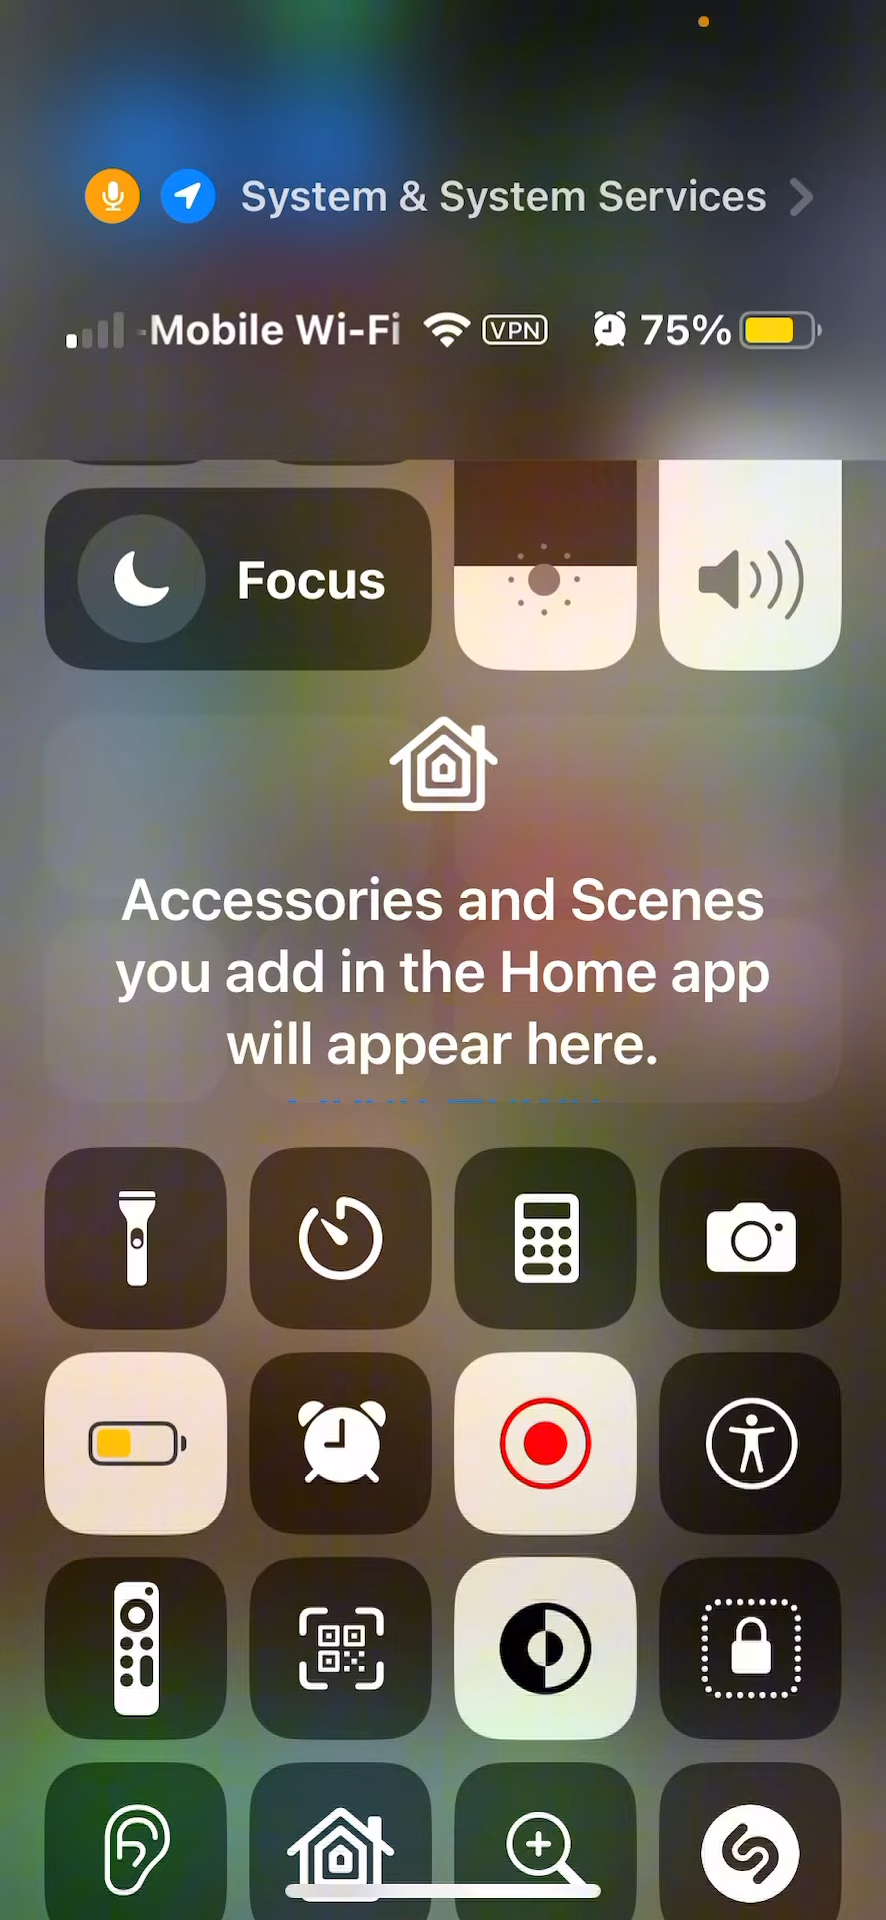 System & System Services
Mobile Wi-Fi VPN 75%
Focus
Accessories and Scenes
you add in the Home app
will appear here.